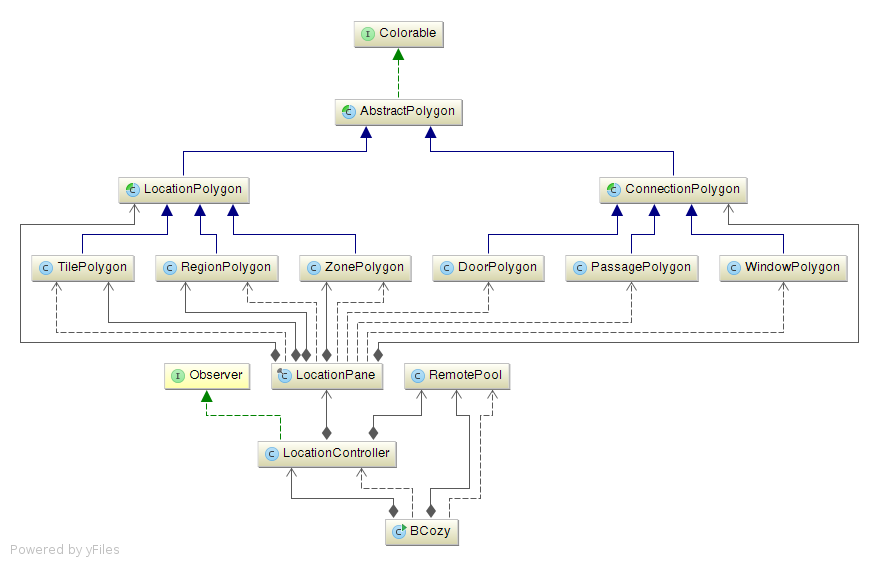 I Colorable
C AbstractPolygon
C LocationPolygon
C ConnectionPolygon
C TilePolygon
C RegionPolygon
C ZonePolygon
C DoorPolygon
C PassagePolygon
C WindowPolygon
I Observer
C LocationPane
C RemotePool
C LocationController
C BCozy
Powered by yFiles